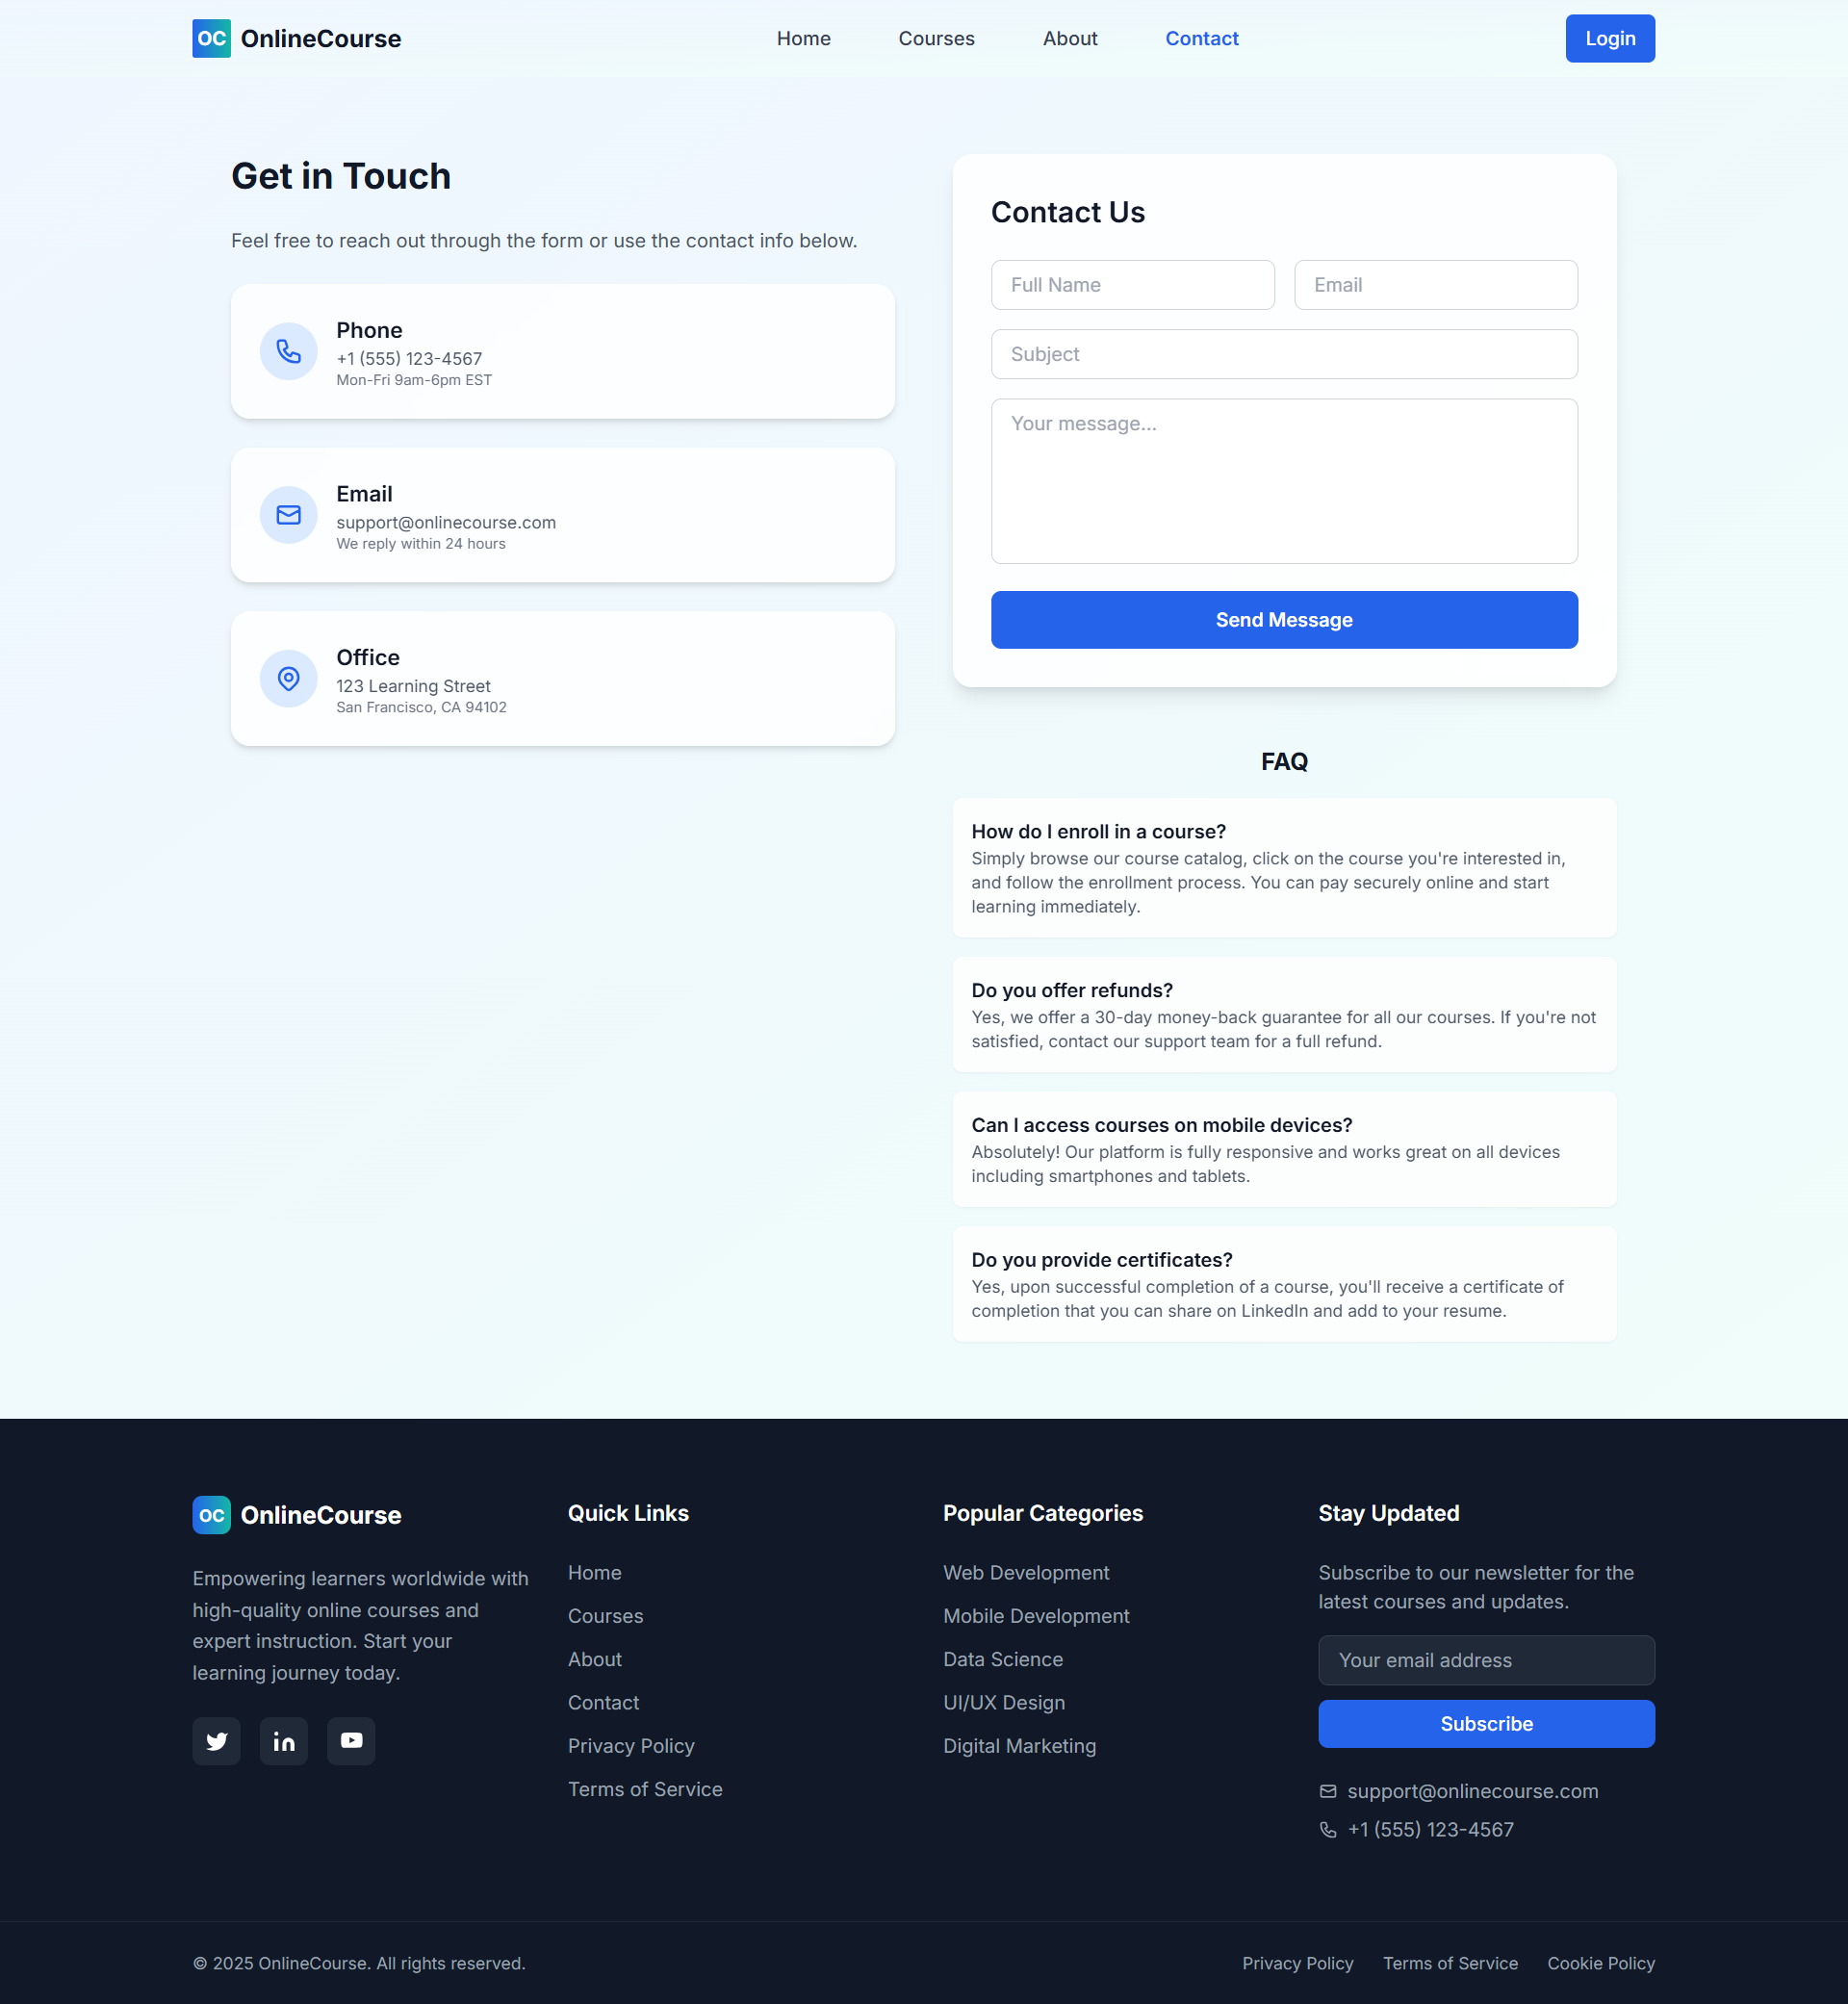 OC OnlineCourse
Home
Courses
About
Contact
Login
Get in Touch
Feel free to reach out through the form or use the contact info below.
Phone
+1 (555) 123-4567
Mon-Fri 9am-6pm EST
Email
support@onlinecourse.com
We reply within 24 hours
Office
123 Learning Street
San Francisco, CA 94102
Contact Us
Full Name
Email
Subject
Your message...
Send Message
FAQ
How do I enroll in a course?
Simply browse our course catalog, click on the course you're interested in,
and follow the enrollment process. You can pay securely online and start
learning immediately.
Do you offer refunds?
Yes, we offer a 30-day money-back guarantee for all our courses. If you're not
satisfied, contact our support team for a full refund.
Can I access courses on mobile devices?
Absolutely! Our platform is fully responsive and works great on all devices
including smartphones and tablets.
Do you provide certificates?
Yes, upon successful completion of a course, you'll receive a certificate of
completion that you can share on LinkedIn and add to your resume.
OC OnlineCourse
Empowering learners worldwide with
high-quality online courses and
expert instruction. Start your
learning journey today.
in
Quick Links
Home
Courses
About
Contact
Privacy Policy
Terms of Service
Popular Categories
Web Development
Mobile Development
Data Science
UI/UX Design
Digital Marketing
Stay Updated
Subscribe to our newsletter for the
latest courses and updates.
Your email address
Subscribe
support@onlinecourse.com
+1 (555) 123-4567
© 2025 OnlineCourse. All rights reserved.
Privacy Policy
Terms of Service
Cookie Policy